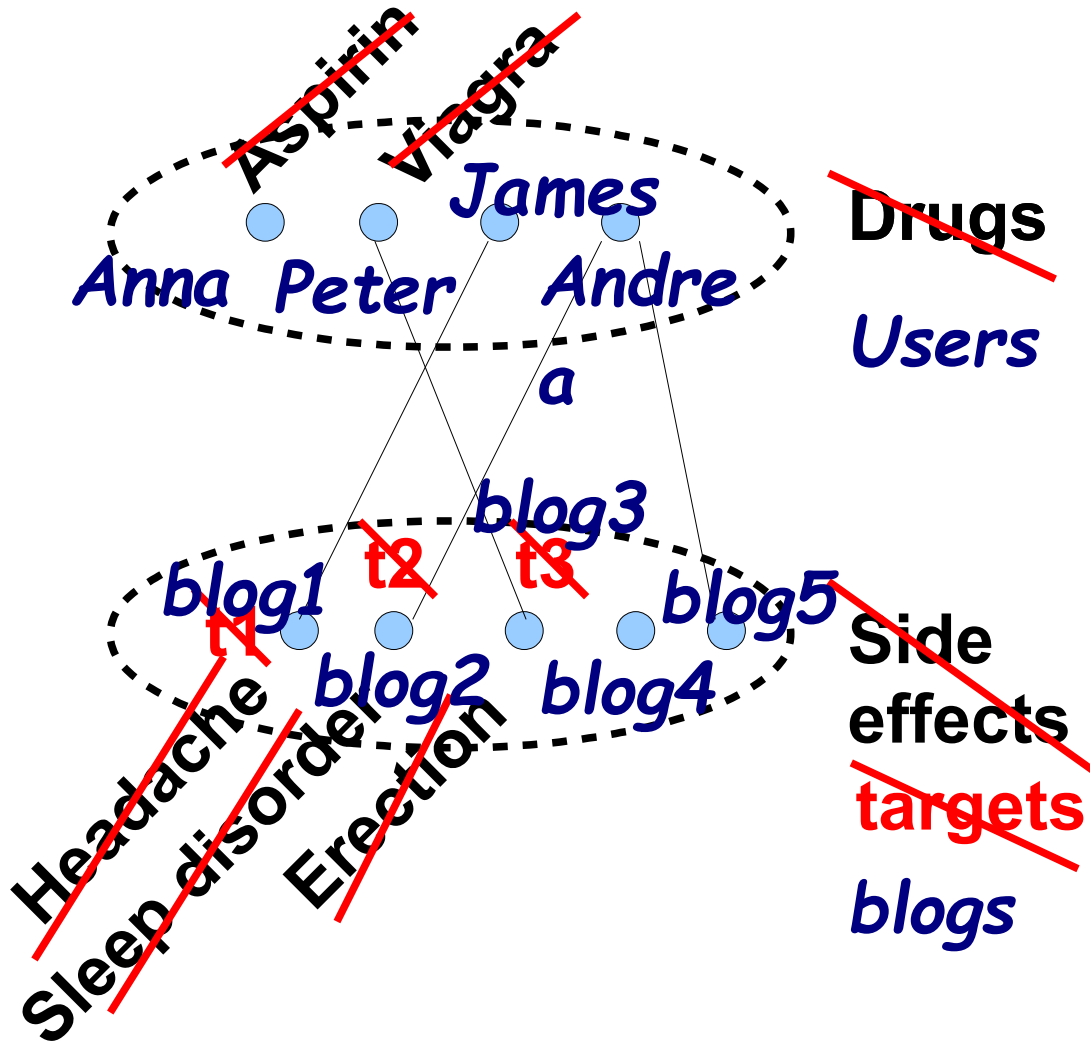 Aspirin
Viagra
James
Drugs
Anna
Peter
Andre
a
Users
blog3
t2
t3
blog1
t1
blog5
blog2
blog4
Side
effects
targets
blogs
Headache
Sleep disorder
Erection